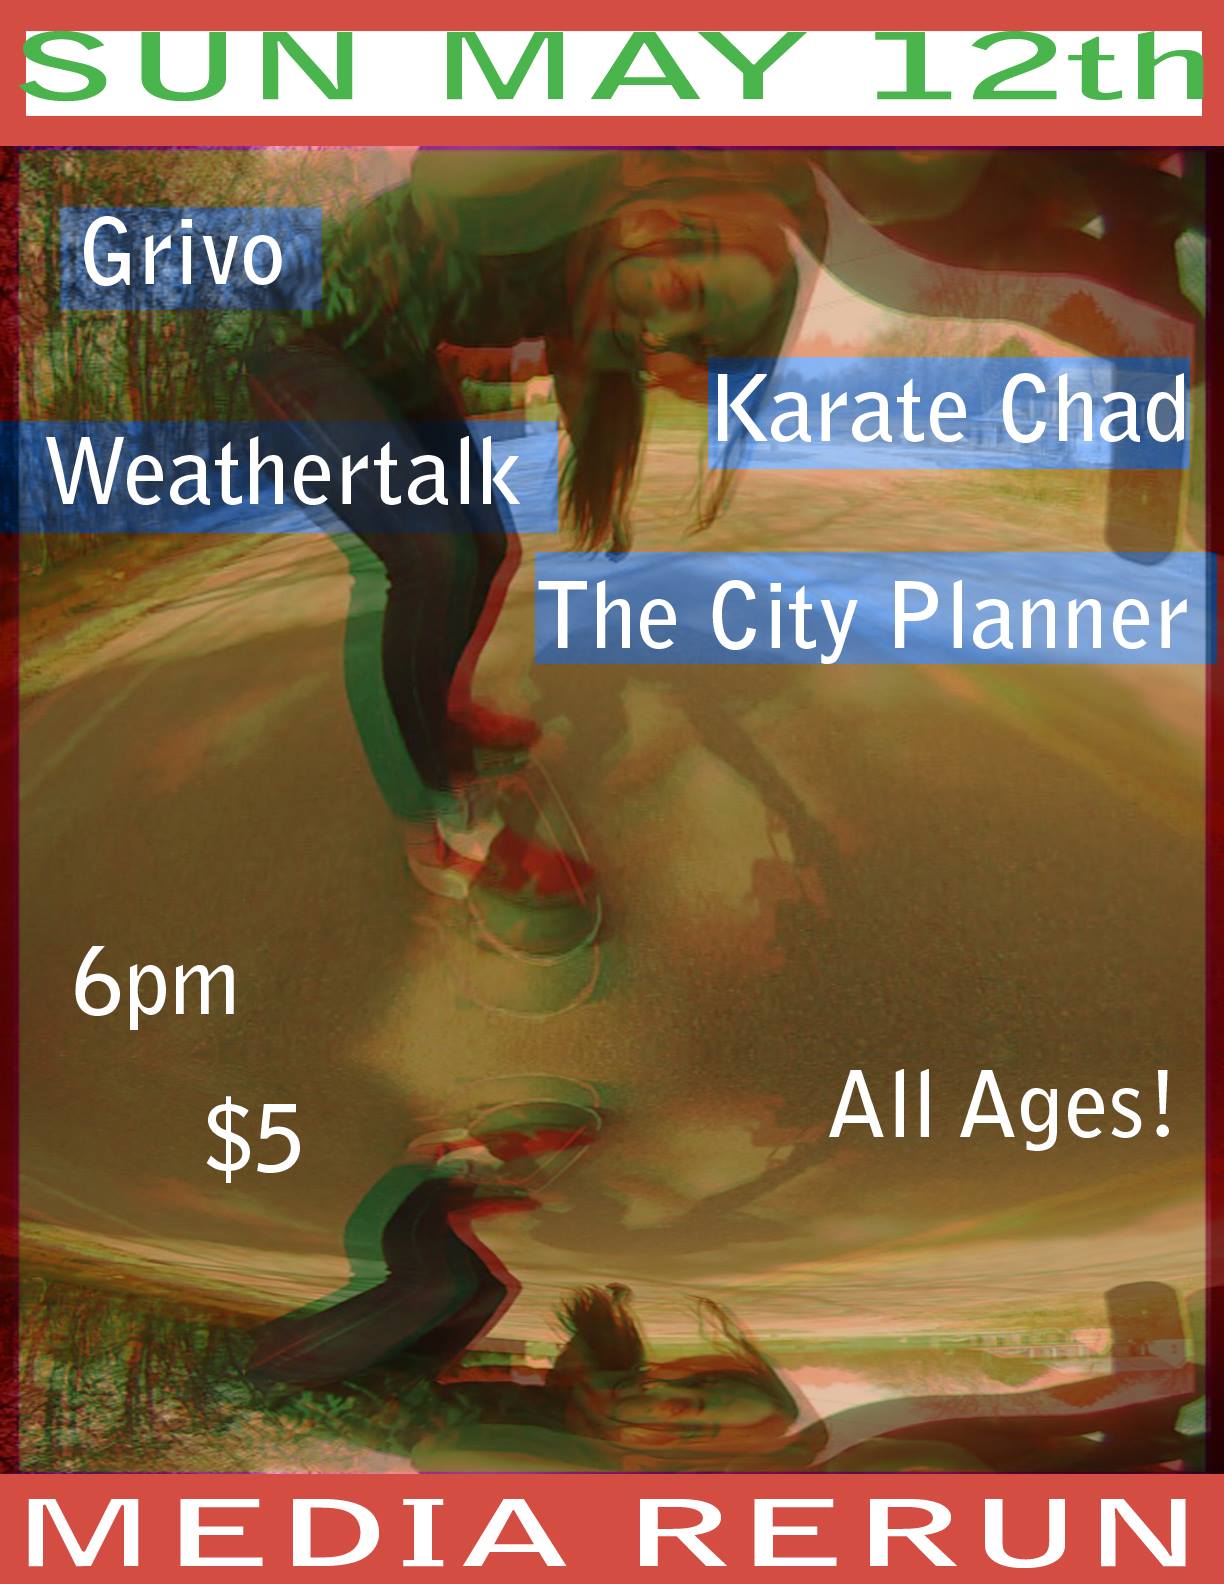 SUN MAY 12th
Grivo
Karate Chad
Weathertalk
The City Planner
6pm
All Ages!
$5
MEDIA RERUN